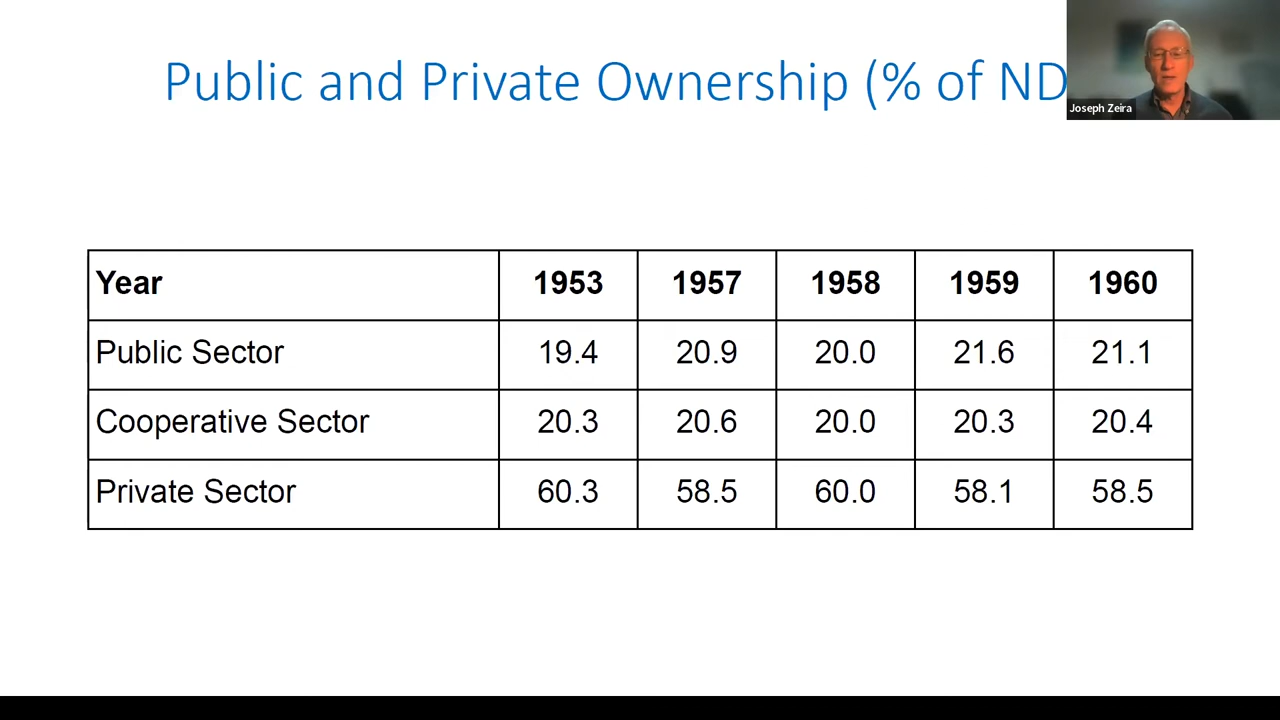 Public and Private Ownership (% of ND
Joseph Zeira
Year 1953 1957 1958 1959 1960
Public Sector 19.4 20.9 20.0 21.6 21.1
Cooperative Sector 20.3 20.6 20.0 20.3 20.4
Private Sector 60.3 58.5 60.0 58.1 58.5